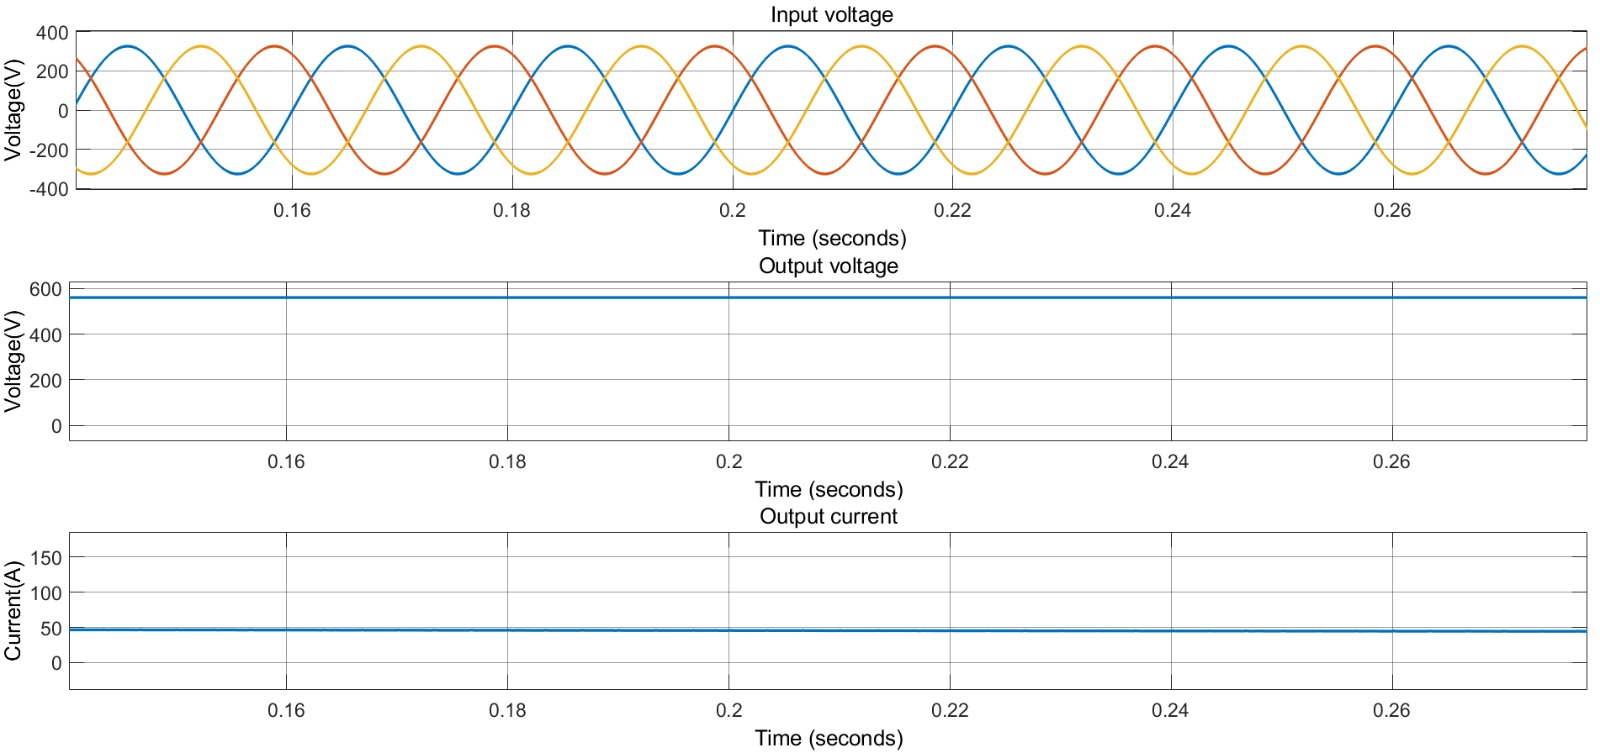 Input voltage
400
200
0
-200
-400
Voltage(V)
0.16 0.18 0.2 0.22 0.24 0.26
Time (seconds)
Output voltage
600
400
200
0
Voltage(V)
0.16 0.18 0.2 0.22 0.24 0.26
Time (seconds)
Output current
150
100
50
0
Current(A)
0.16 0.18 0.2 0.22 0.24 0.26
Time (seconds)